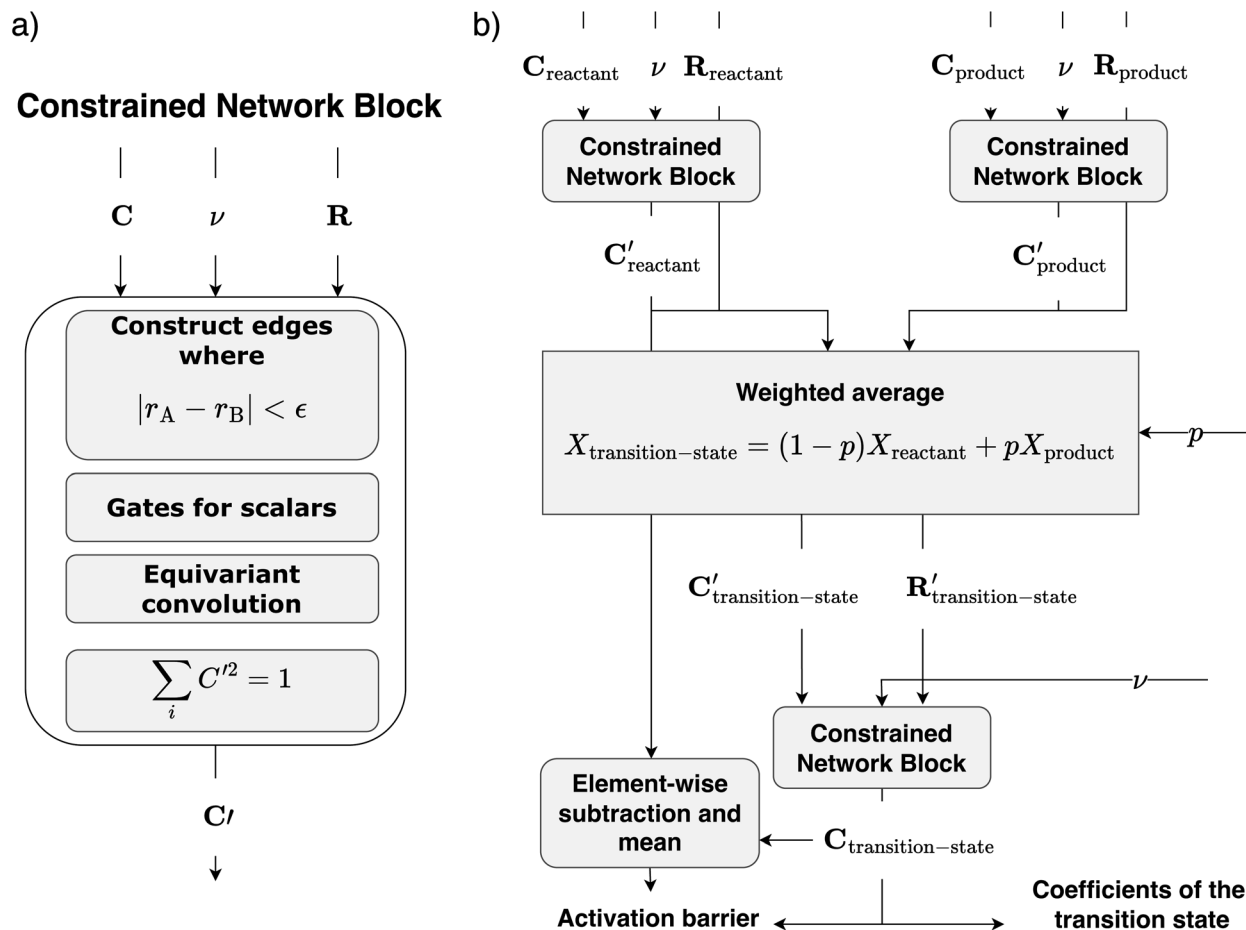 a)
Constrained Network Block
C ν R
Construct edges
where
|r_A − r_B| < ϵ
Gates for scalars
Equivariant
convolution
∑_i C′² = 1
C′
b)
C_reactant ν R_reactant
C_product ν R_product
Constrained
Network Block
Constrained
Network Block
C′_reactant
C′_product
Weighted average
X_transition−state = (1 − p)X_reactant + pX_product
p
C′_transition−state
R′_transition−state
ν
Constrained
Network Block
Element-wise
subtraction and
mean
C_transition−state
Activation barrier
Coefficients of the
transition state